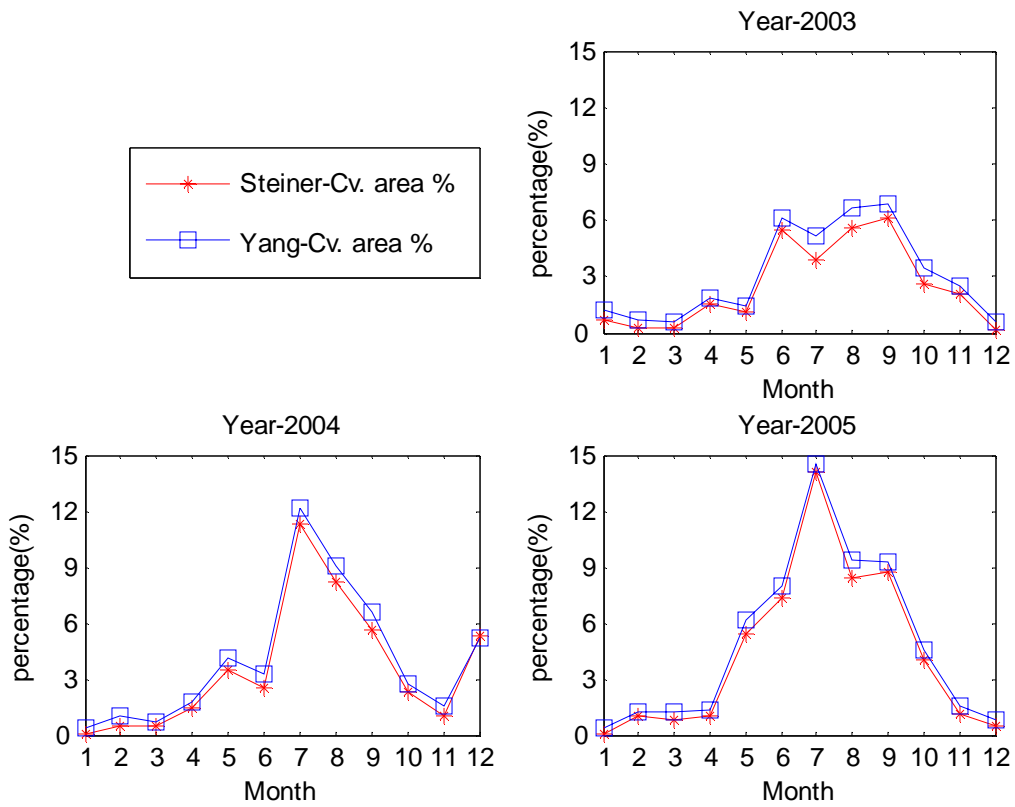 Year-2003
Steiner-Cv. area %
Yang-Cv. area %
percentage(%)
15
12
9
6
3
0
1 2 3 4 5 6 7 8 9 10 11 12
Month
Year-2004
percentage(%)
15
12
9
6
3
0
1 2 3 4 5 6 7 8 9 10 11 12
Month
Year-2005
percentage(%)
15
12
9
6
3
0
1 2 3 4 5 6 7 8 9 10 11 12
Month